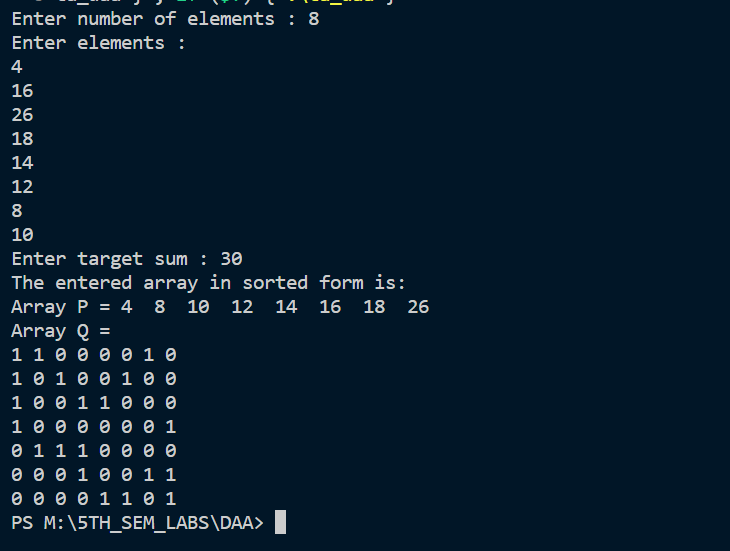 Enter number of elements : 8
Enter elements :
4
16
26
18
14
12
8
10
Enter target sum : 30
The entered array in sorted form is:
Array P = 4  8  10  12  14  16  18  26
Array Q =
1 1 0 0 0 0 1 0
1 0 1 0 0 1 0 0
1 0 0 1 1 0 0 0
1 0 0 0 0 0 0 1
0 1 1 1 0 0 0 0
0 0 0 1 0 0 1 1
0 0 0 0 1 1 0 1
PS M:\5TH_SEM_LABS\DAA>